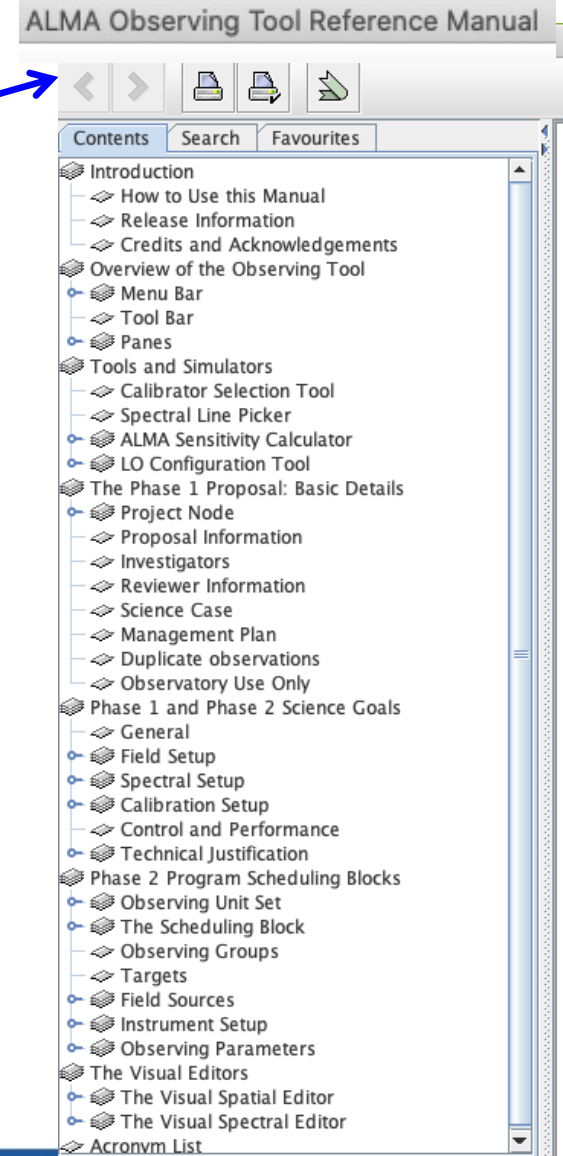 ALMA Observing Tool Reference Manual
Contents Search Favourites
Introduction
How to Use this Manual
Release Information
Credits and Acknowledgements
Overview of the Observing Tool
Menu Bar
Tool Bar
Panes
Tools and Simulators
Calibrator Selection Tool
Spectral Line Picker
ALMA Sensitivity Calculator
LO Configuration Tool
The Phase 1 Proposal: Basic Details
Project Node
Proposal Information
Investigators
Reviewer Information
Science Case
Management Plan
Duplicate observations
Observatory Use Only
Phase 1 and Phase 2 Science Goals
General
Field Setup
Spectral Setup
Calibration Setup
Control and Performance
Technical Justification
Phase 2 Program Scheduling Blocks
Observing Unit Set
The Scheduling Block
Observing Groups
Targets
Field Sources
Instrument Setup
Observing Parameters
The Visual Editors
The Visual Spatial Editor
The Visual Spectral Editor
Acronym List